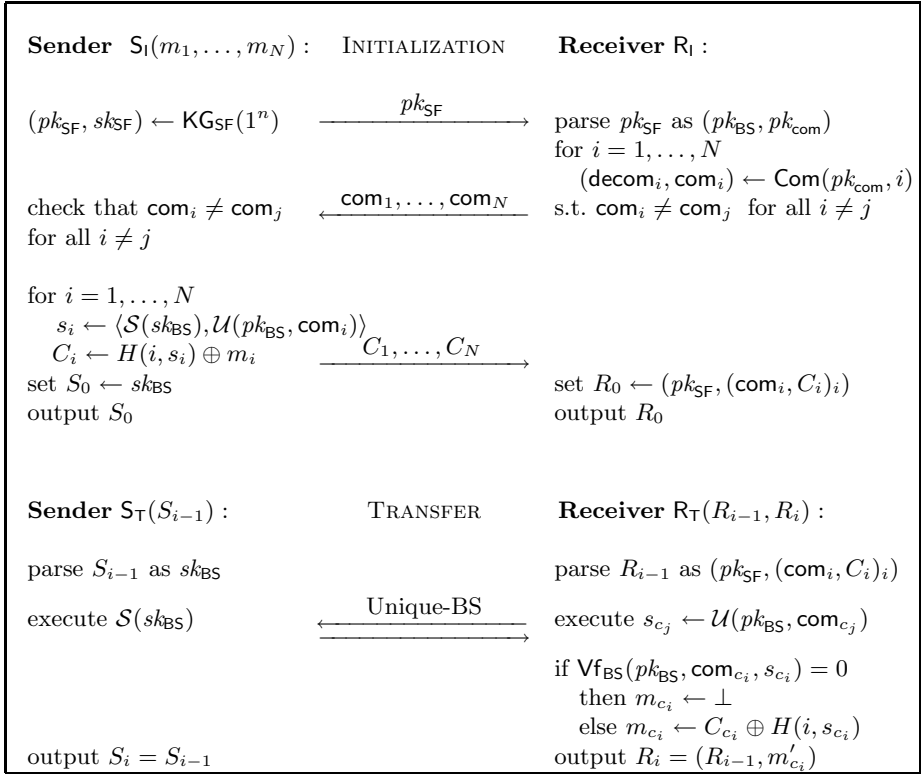 Sender S_I(m_1, . . . , m_N) : INITIALIZATION Receiver R_I :
(pk_SF, sk_SF) ← KG_SF(1^n) pk_SF parse pk_SF as (pk_BS, pk_com)
for i = 1, . . . , N
(decom_i, com_i) ← Com(pk_com, i)
check that com_i ≠ com_j com_1, . . . , com_N s.t. com_i ≠ com_j for all i ≠ j
for all i ≠ j
for i = 1, . . . , N
s_i ← ⟨S(sk_BS), U(pk_BS, com_i)⟩
C_i ← H(i, s_i) ⊕ m_i C_1, . . . , C_N
set S_0 ← sk_BS set R_0 ← (pk_SF, (com_i, C_i)_i)
output S_0 output R_0
Sender S_T(S_{i−1}) : TRANSFER Receiver R_T(R_{i−1}, R_i) :
parse S_{i−1} as sk_BS parse R_{i−1} as (pk_SF, (com_i, C_i)_i)
execute S(sk_BS) Unique-BS execute s_{c_j} ← U(pk_BS, com_{c_j})
if Vf_BS(pk_BS, com_{c_i}, s_{c_i}) = 0
then m_{c_i} ← ⊥
else m_{c_i} ← C_{c_i} ⊕ H(i, s_{c_i})
output S_i = S_{i−1} output R_i = (R_{i−1}, m'_{c_i})